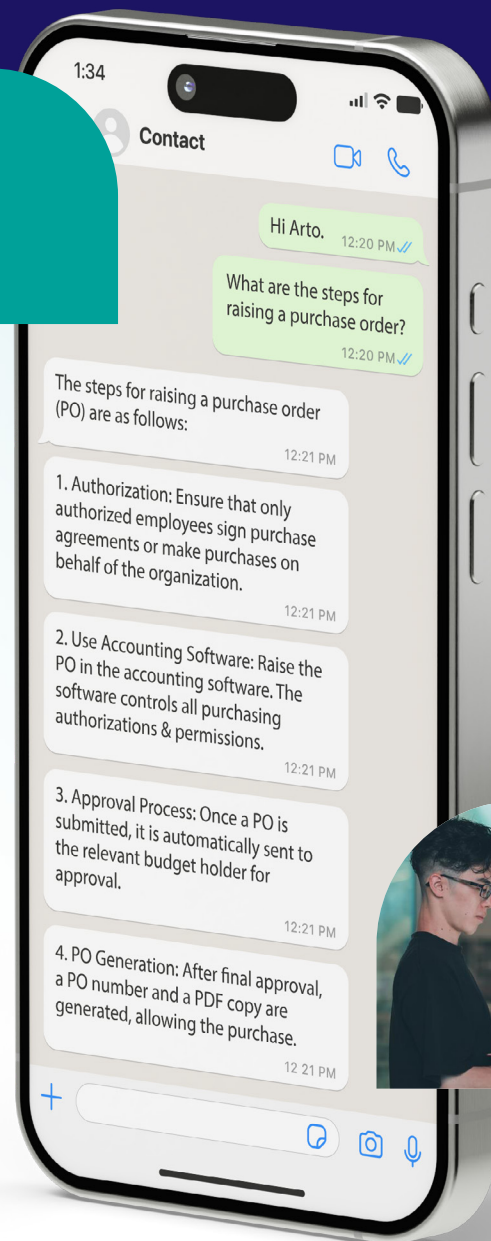 1:34
Contact
Hi Arto.
12:20 PM
What are the steps for
raising a purchase order?
12:20 PM
The steps for raising a purchase order
(PO) are as follows:
12:21 PM
1. Authorization: Ensure that only
authorized employees sign purchase
agreements or make purchases on
behalf of the organization.
12:21 PM
2. Use Accounting Software: Raise the
PO in the accounting software. The
software controls all purchasing
authorizations & permissions.
12:21 PM
3. Approval Process: Once a PO is
submitted, it is automatically sent to
the relevant budget holder for
approval.
12:21 PM
4. PO Generation: After final approval,
a PO number and a PDF copy are
generated, allowing the purchase.
12 21 PM